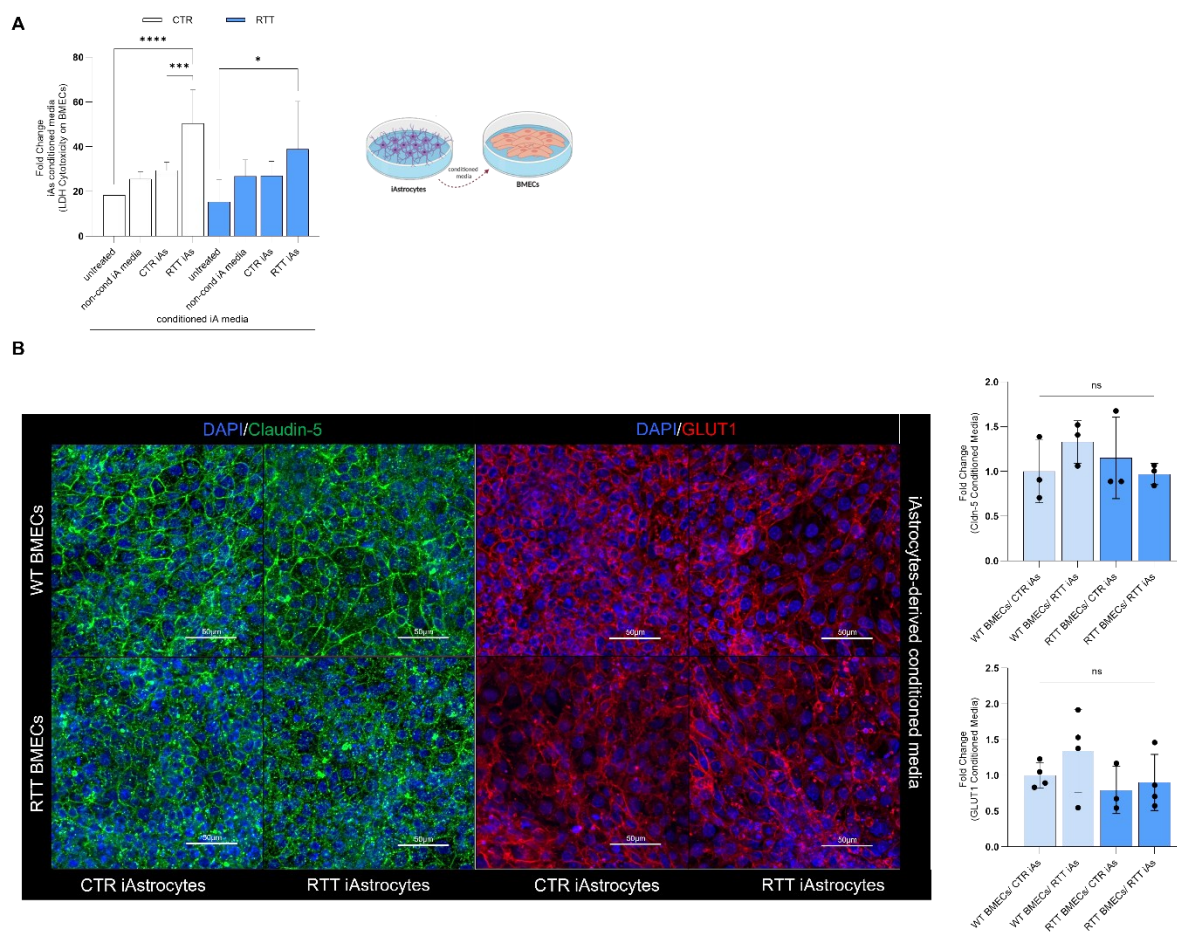 A
CTR
RTT
****
***
*
80
60
40
20
0
Fold Change
iAs conditioned media
(LDH Cytotoxicity on BMECs)
untreated
non-cond iA media
CTR iAs
RTT iAs
untreated
non-cond iA media
CTR iAs
RTT iAs
conditioned iA media
conditioned
media
iAstrocytes
BMECs
B
DAPI/Claudin-5
DAPI/GLUT1
WT BMECs
RTT BMECs
50µm
50µm
50µm
50µm
50µm
50µm
50µm
50µm
iAstrocytes-derived conditioned media
CTR iAstrocytes
RTT iAstrocytes
CTR iAstrocytes
RTT iAstrocytes
ns
2.0
1.5
1.0
0.5
0.0
Fold Change
(Cldn-5 Conditioned Media)
WT BMECs/ CTR iAs
WT BMECs/ RTT iAs
RTT BMECs/ CTR iAs
RTT BMECs/ RTT iAs
ns
2.5
2.0
1.5
1.0
0.5
0.0
Fold Change
(GLUT1 Conditioned Media)
WT BMECs/ CTR iAs
WT BMECs/ RTT iAs
RTT BMECs/ CTR iAs
RTT BMECs/ RTT iAs